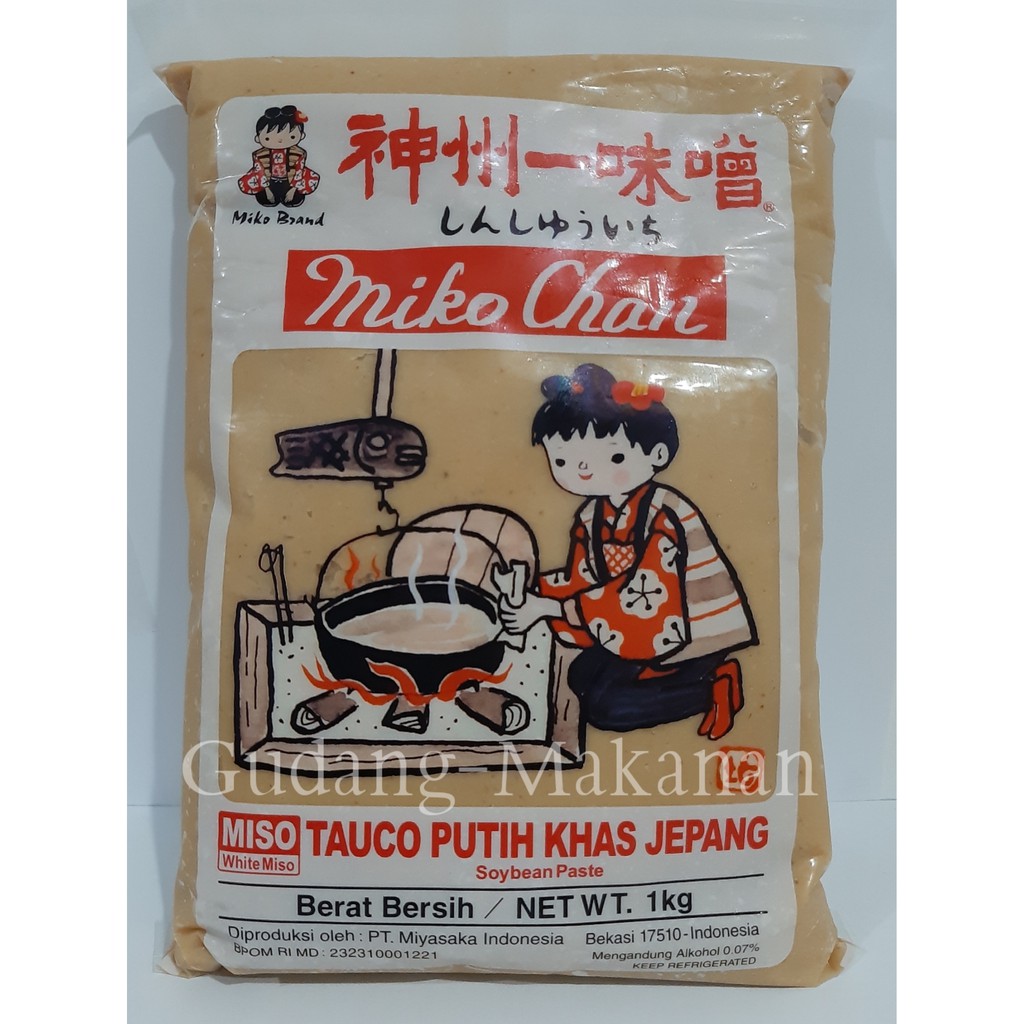 神州一味噌®
Miko Brand
しんしゅういち
Miko Chan
Gudang Makanan
MISO
White Miso
TAUCO PUTIH KHAS JEPANG
Soybean Paste
Berat Bersih / NET WT. 1kg
Diproduksi oleh : PT. Miyasaka Indonesia Bekasi 17510-Indonesia
BPOM RI MD : 232310001221
Mengandung Alkohol 0.07%
KEEP REFRIGERATED